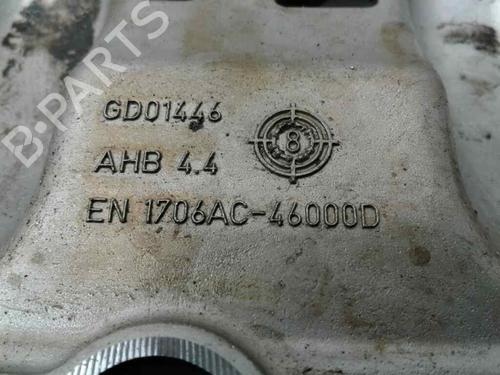 B-PARTS
GD01446
8
AHB 4.4
EN 1706AC-46000D